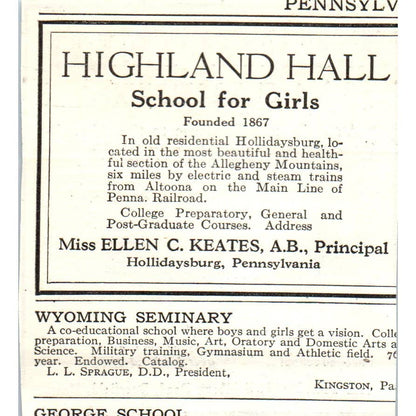 PENNSYLV
HIGHLAND HALL
School for Girls
Founded 1867
In old residential Hollidaysburg, lo-
cated in the most beautiful and health-
ful section of the Allegheny Mountains,
six miles by electric and steam trains
from Altoona on the Main Line of
Penna. Railroad.
College Preparatory, General and
Post-Graduate Courses. Address
Miss ELLEN C. KEATES, A.B., Principal
Hollidaysburg, Pennsylvania
WYOMING SEMINARY
A co-educational school where boys and girls get a vision. Colle
preparation, Business, Music, Art, Oratory and Domestic Arts a
Science. Military training, Gymnasium and Athletic field. 76
year. Endowed. Catalog.
L. L. SPRAGUE, D.D., President,
KINGSTON, PA
GEORGE SCHOOL